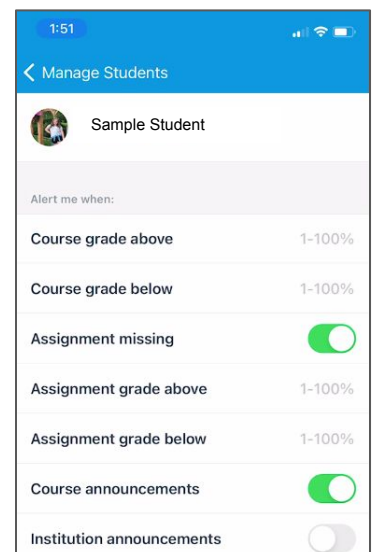 1:51
Manage Students
Sample Student
Alert me when:
Course grade above 1-100%
Course grade below 1-100%
Assignment missing
Assignment grade above 1-100%
Assignment grade below 1-100%
Course announcements
Institution announcements